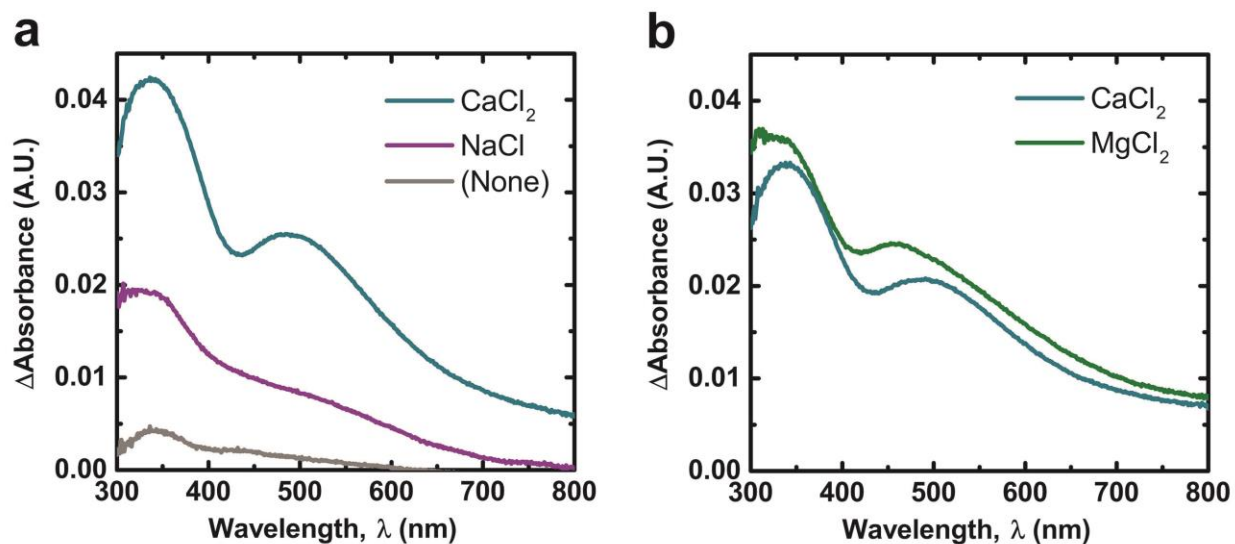 a
0.04
0.03
0.02
0.01
0.00
ΔAbsorbance (A.U.)
CaCl₂
NaCl
(None)
300 400 500 600 700 800
Wavelength, λ (nm)
b
0.04
0.03
0.02
0.01
0.00
ΔAbsorbance (A.U.)
CaCl₂
MgCl₂
300 400 500 600 700 800
Wavelength, λ (nm)